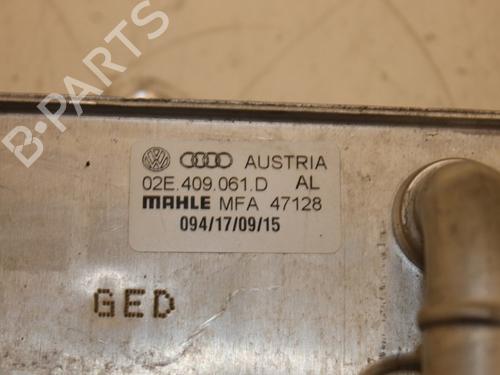 B-PARTS
AUSTRIA
02E.409.061.D AL
MAHLE MFA 47128
094/17/09/15
GED